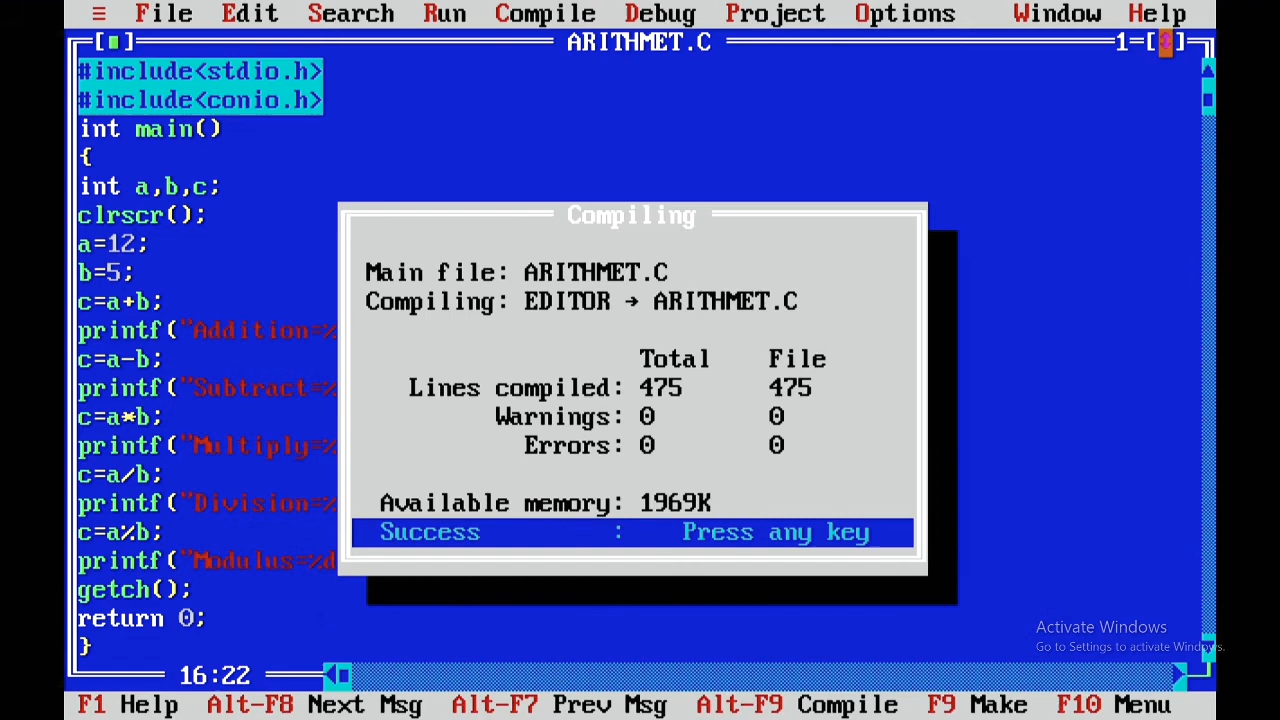 ≡ File Edit Search Run Compile Debug Project Options Window Help
[■] ARITHMET.C 1=[↕]
#include<stdio.h>
#include<conio.h>
int main()
{
int a,b,c;
clrscr();
a=12;
b=5;
c=a+b;
printf("Addition=%
c=a-b;
printf("Subtract=%
c=a*b;
printf("Multiply=%
c=a/b;
printf("Division=%
c=a%b;
printf("Modulus=%d
getch();
return 0;
}
Compiling
Main file: ARITHMET.C
Compiling: EDITOR → ARITHMET.C
Total File
Lines compiled: 475 475
Warnings: 0 0
Errors: 0 0
Available memory: 1969K
Success : Press any key
Activate Windows
Go to Settings to activate Windows.
16:22
F1 Help Alt-F8 Next Msg Alt-F7 Prev Msg Alt-F9 Compile F9 Make F10 Menu